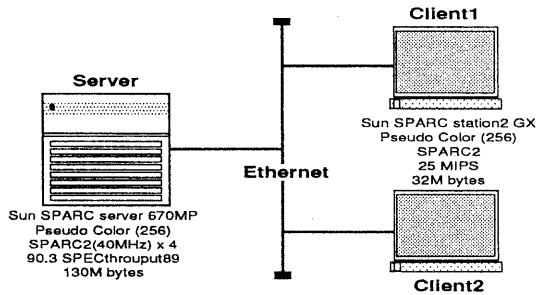 Client1
Server
Sun SPARC station2 GX
Pseudo Color (256)
SPARC2
25 MIPS
32M bytes
Ethernet
Sun SPARC server 670MP
Pseudo Color (256)
SPARC2(40MHz) x 4
90.3 SPECthrouput89
130M bytes
Client2